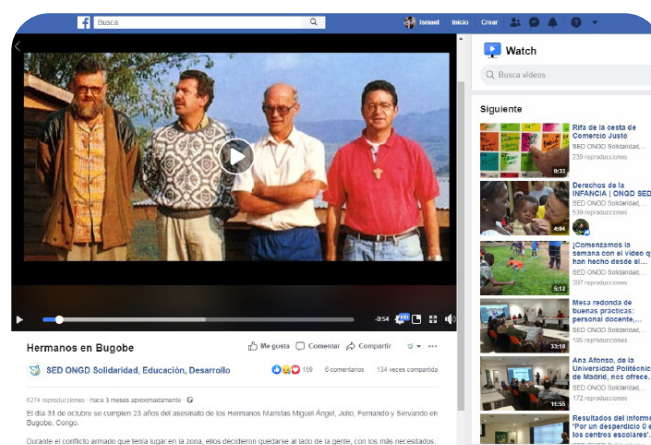 Busca
Ismael Inicio Crear
Watch
Busca vídeos
Siguiente
Rifa de la cesta de
Comercio Justo
SED ONGD Solidaridad,...
239 reproducciones
0:33
Derechos de la
INFANCIA | ONGD SED
SED ONGD Solidaridad,...
539 reproducciones
4:04
¡Comenzamos la
semana con el vídeo q
han hecho desde el...
SED ONGD Solidaridad,...
397 reproducciones
5:12
Mesa redonda de
buenas prácticas:
personal docente,...
SED ONGD Solidaridad,...
195 reproducciones
33:19
Ana Afonso, de la
Universidad Politécnic
de Madrid, nos ofrece...
SED ONGD Solidaridad,...
172 reproducciones
11:55
Resultados del informe
'Por un desperdicio 0 e
los centros escolares'.
-0:54 HD
Hermanos en Bugobe
Me gusta Comentar Compartir
SED ONGD Solidaridad, Educación, Desarrollo
159 6 comentarios 134 veces compartida
6274 reproducciones · hace 3 meses aproximadamente
El día 31 de octubre se cumplen 23 años del asesinato de los Hermanos Maristas Miguel Ángel, Julio, Fernando y Servando en
Bugobe, Congo.
Durante el conflicto armado que tenía lugar en la zona, ellos decidieron quedarse al lado de la gente, con los más necesitados,